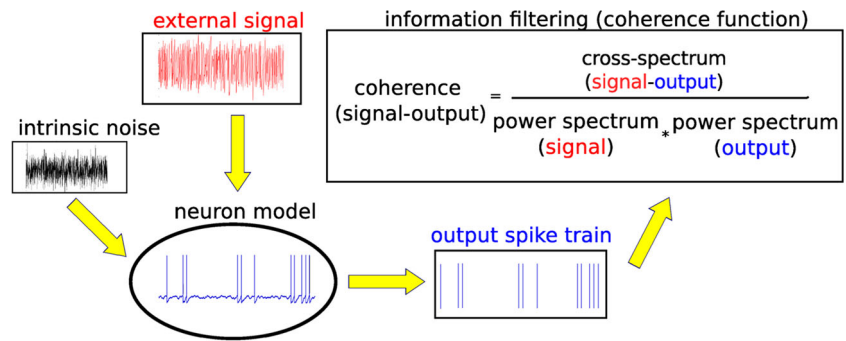 external signal
information filtering (coherence function)
intrinsic noise
coherence
(signal-output)
=
cross-spectrum
(signal-output)
power spectrum * power spectrum
(signal) (output)
neuron model
output spike train